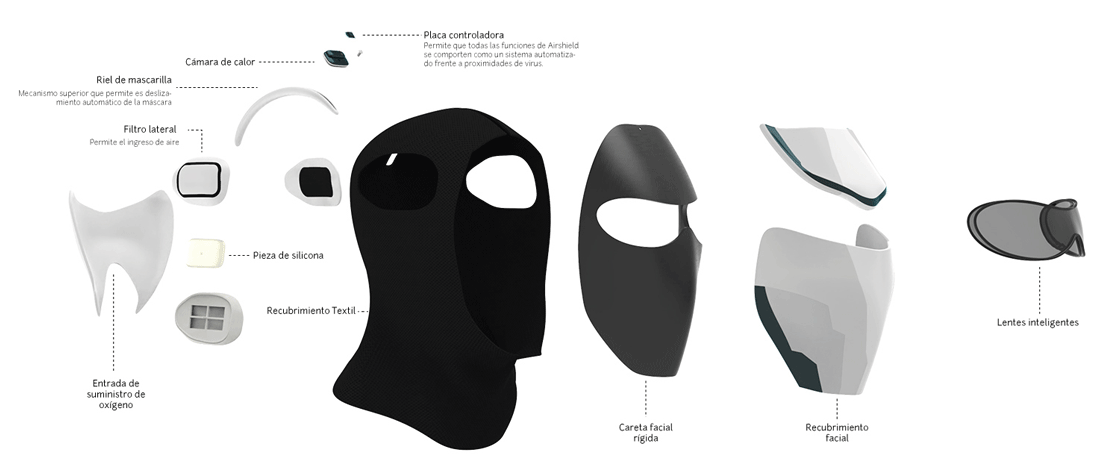 Placa controladora
Permite que todas las funciones de Airshield
se comporten como un sistema automatiza-
do frente a proximidades de virus.
Cámara de calor
Riel de mascarilla
Mecanismo superior que permite es desliza-
miento automático de la máscara
Filtro lateral
Permite el ingreso de aire
Pieza de silicona
Recubrimiento Textil
Entrada de
suministro de
oxígeno
Careta facial
rígida
Recubrimiento
facial
Lentes inteligentes